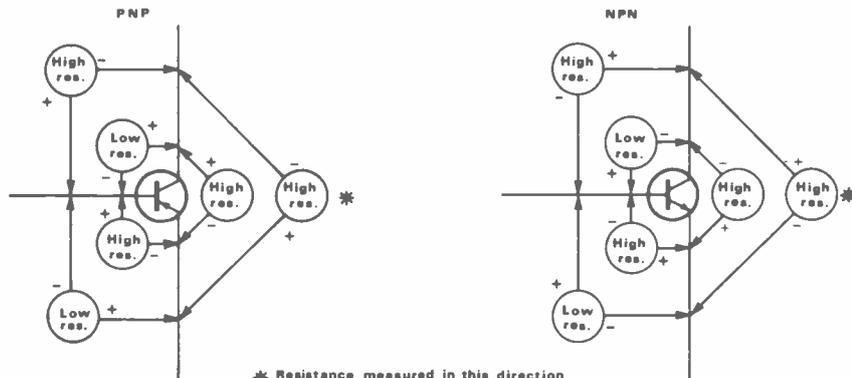 PNP
NPN
High res.
-
+
High res.
+
-
Low res.
+
-
Low res.
-
+
High res.
+
-
High res.
-
+
High res.
-
+
High res.
+
-
*
*
High res.
+
-
High res.
-
+
Low res.
-
+
Low res.
+
-
* Resistance measured in this direction